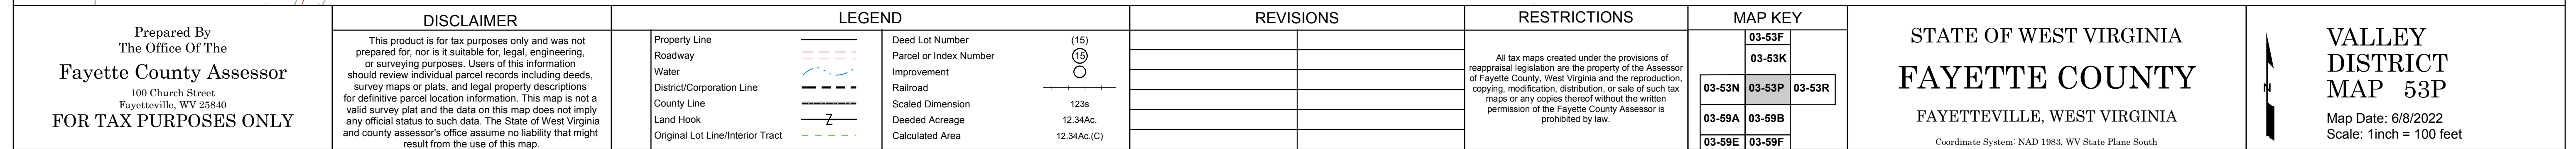 Prepared By
The Office Of The
Fayette County Assessor
100 Church Street
Fayetteville, WV 25840
FOR TAX PURPOSES ONLY
DISCLAIMER
This product is for tax purposes only and was not
prepared for, nor is it suitable for, legal, engineering,
or surveying purposes. Users of this information
should review individual parcel records including deeds,
survey maps or plats, and legal property descriptions
for definitive parcel location information. This map is not a
valid survey plat and the data on this map does not imply
any official status to such data. The State of West Virginia
and county assessor's office assume no liability that might
result from the use of this map.
LEGEND
Property Line
Roadway
Water
District/Corporation Line
County Line
Land Hook
Z
Original Lot Line/Interior Tract
Deed Lot Number (15)
Parcel or Index Number 15
Improvement
Railroad
Scaled Dimension 123s
Deeded Acreage 12.34Ac.
Calculated Area 12.34Ac.(C)
REVISIONS
RESTRICTIONS
All tax maps created under the provisions of
reappraisal legislation are the property of the Assessor
of Fayette County, West Virginia and the reproduction,
copying, modification, distribution, or sale of such tax
maps or any copies thereof without the written
permission of the Fayette County Assessor is
prohibited by law.
MAP KEY
03-53F
03-53K
03-53N 03-53P 03-53R
03-59A 03-59B
03-59E 03-59F
STATE OF WEST VIRGINIA
FAYETTE COUNTY
FAYETTEVILLE, WEST VIRGINIA
Coordinate System: NAD 1983, WV State Plane South
N
VALLEY
DISTRICT
MAP 53P
Map Date: 6/8/2022
Scale: 1inch = 100 feet